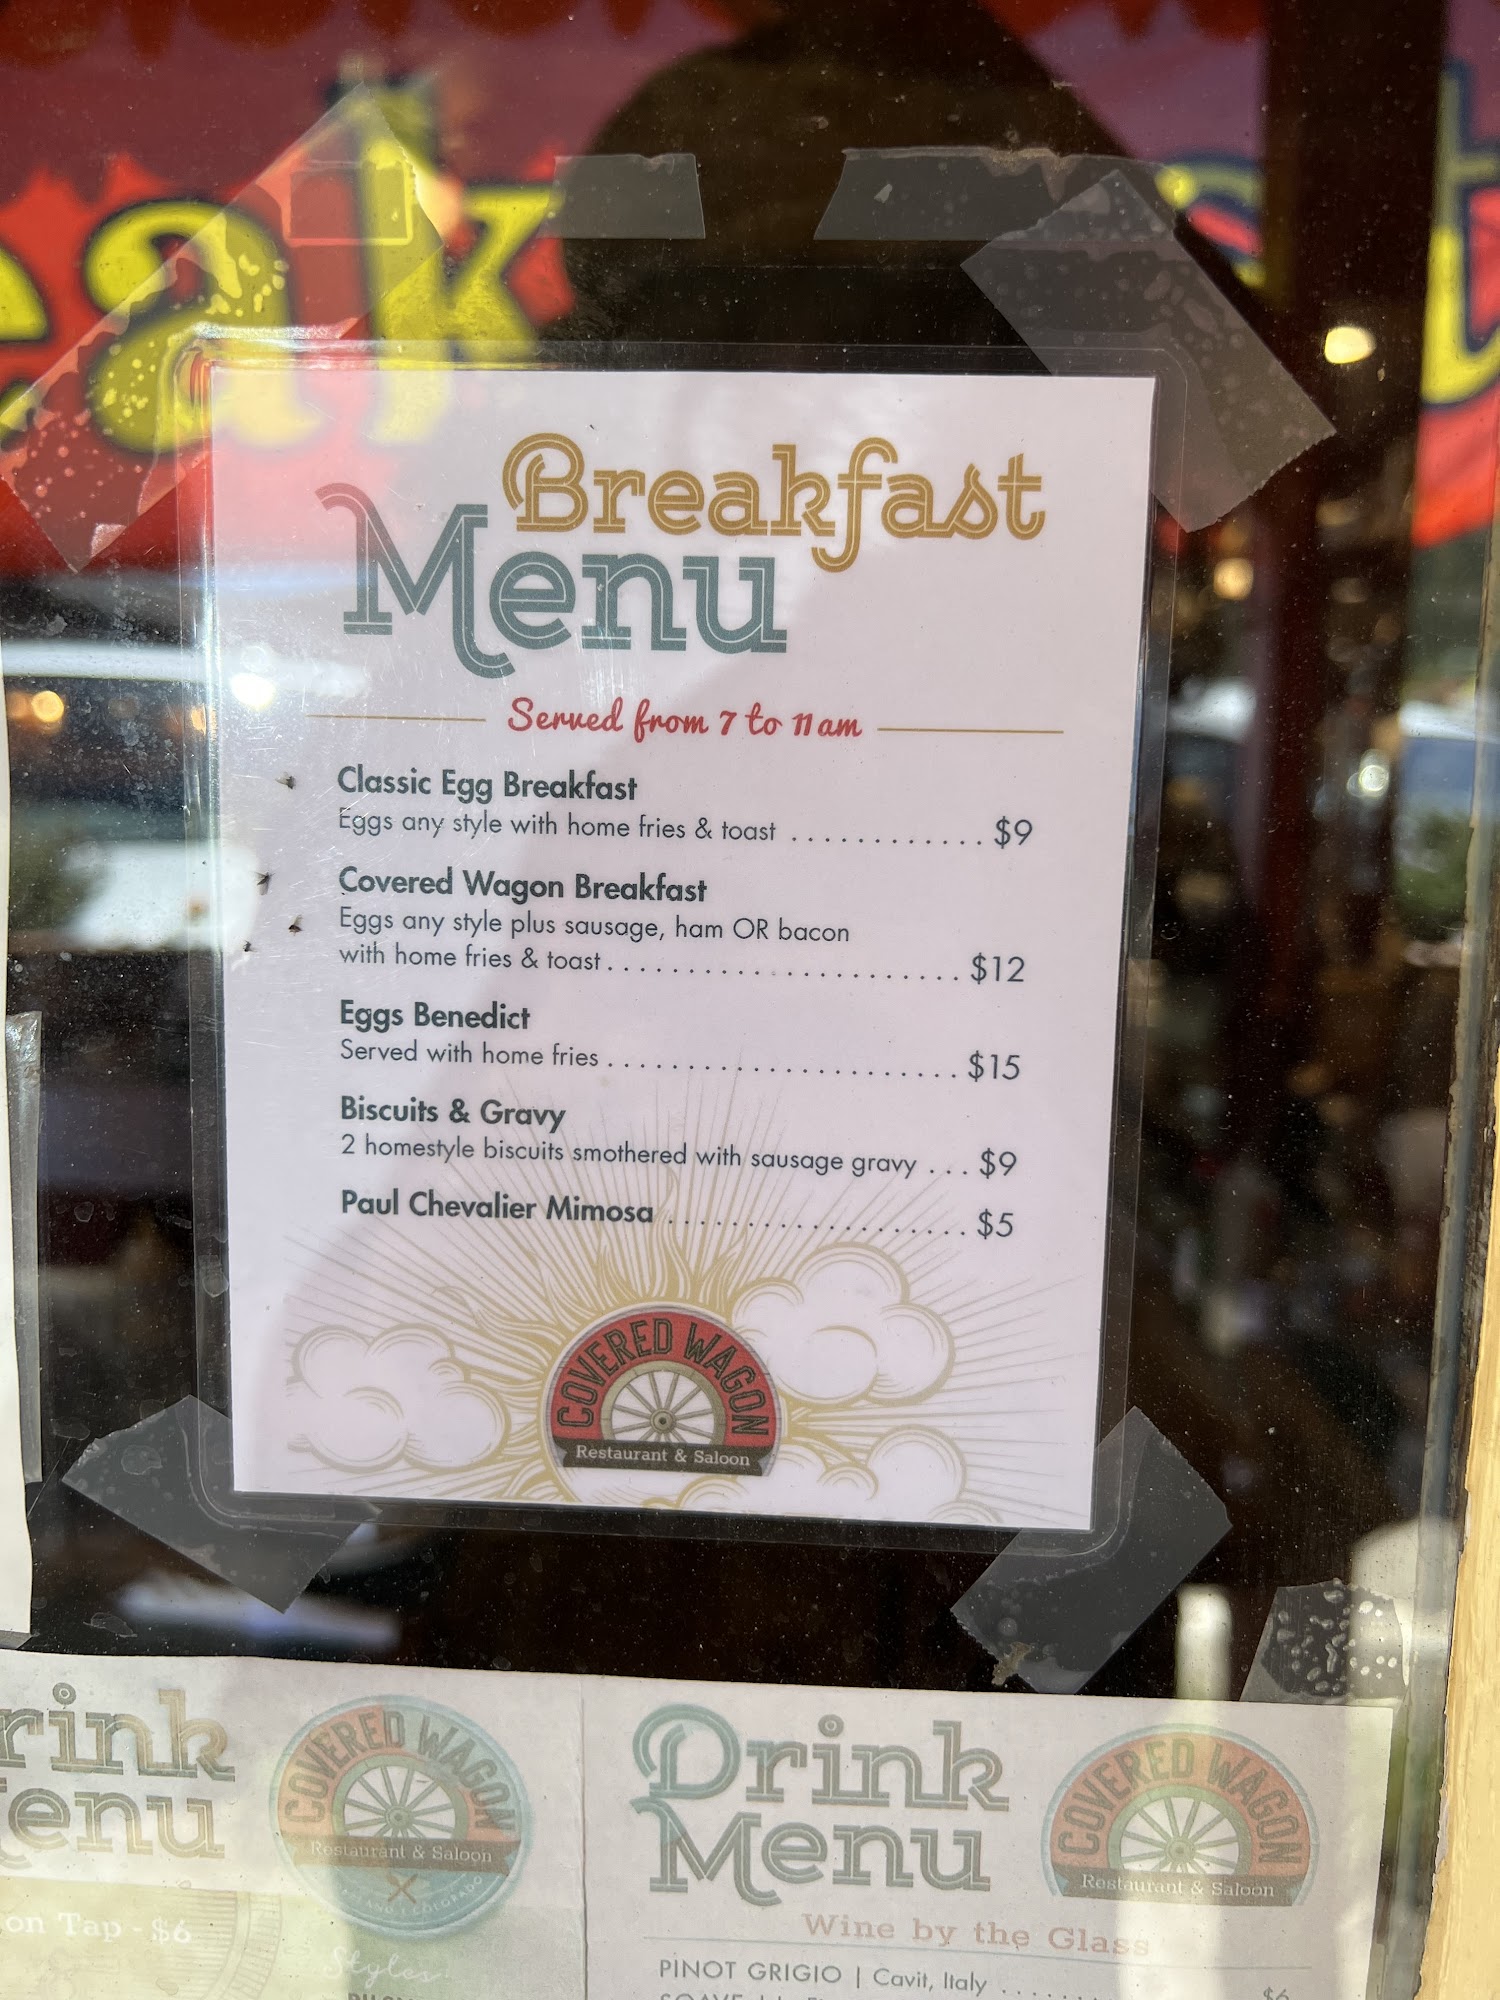 Breakfast
Menu
Served from 7 to 11am
Classic Egg Breakfast
Eggs any style with home fries & toast . . . . . . . . . . . . $9
Covered Wagon Breakfast
Eggs any style plus sausage, ham OR bacon
with home fries & toast . . . . . . . . . . . . . . . . . . . . . . $12
Eggs Benedict
Served with home fries . . . . . . . . . . . . . . . . . . . . . . $15
Biscuits & Gravy
2 homestyle biscuits smothered with sausage gravy . . . $9
Paul Chevalier Mimosa . . . . . . . . . . . . . . . . . . . $5
COVERED WAGON
Restaurant & Saloon
COVERED WAGON
Restaurant & Saloon
on Tap - $6
Styles
Drink
Menu
COVERED WAGON
Restaurant & Saloon
Wine by the Glass
PINOT GRIGIO | Cavit, Italy . . . . . . $6